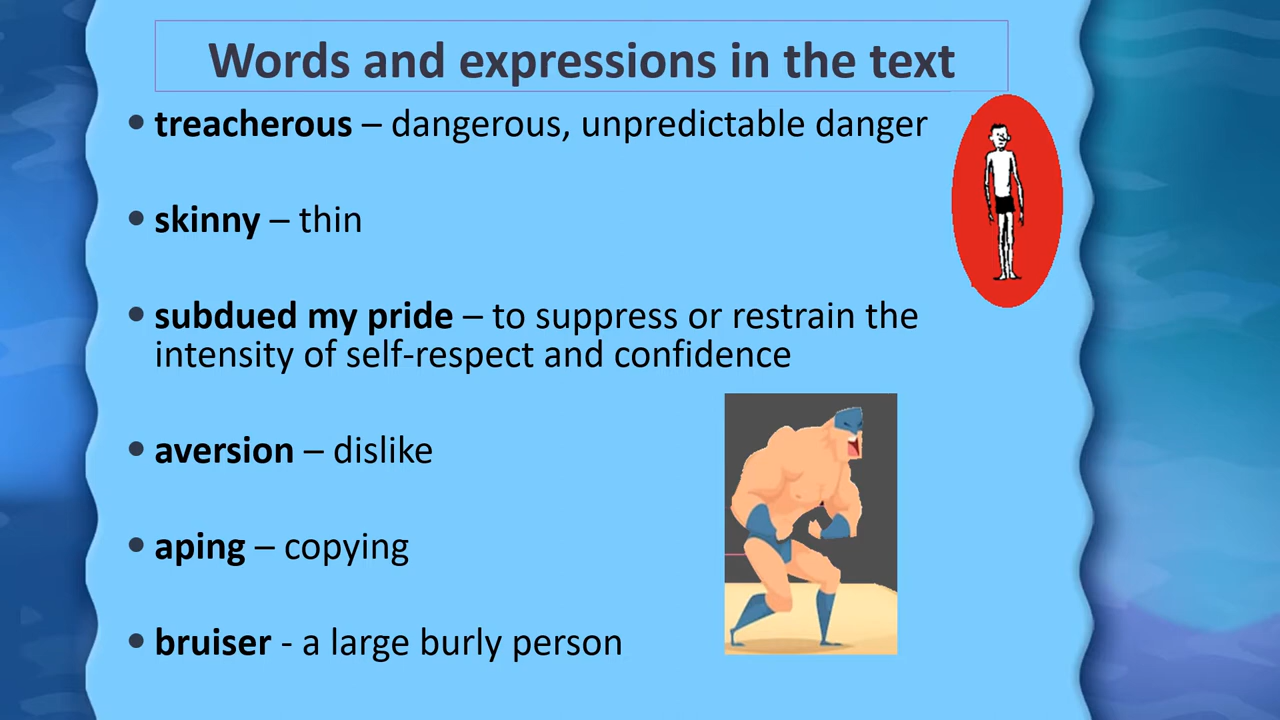 Words and expressions in the text
• treacherous – dangerous, unpredictable danger
• skinny – thin
• subdued my pride – to suppress or restrain the
intensity of self-respect and confidence
• aversion – dislike
• aping – copying
• bruiser - a large burly person